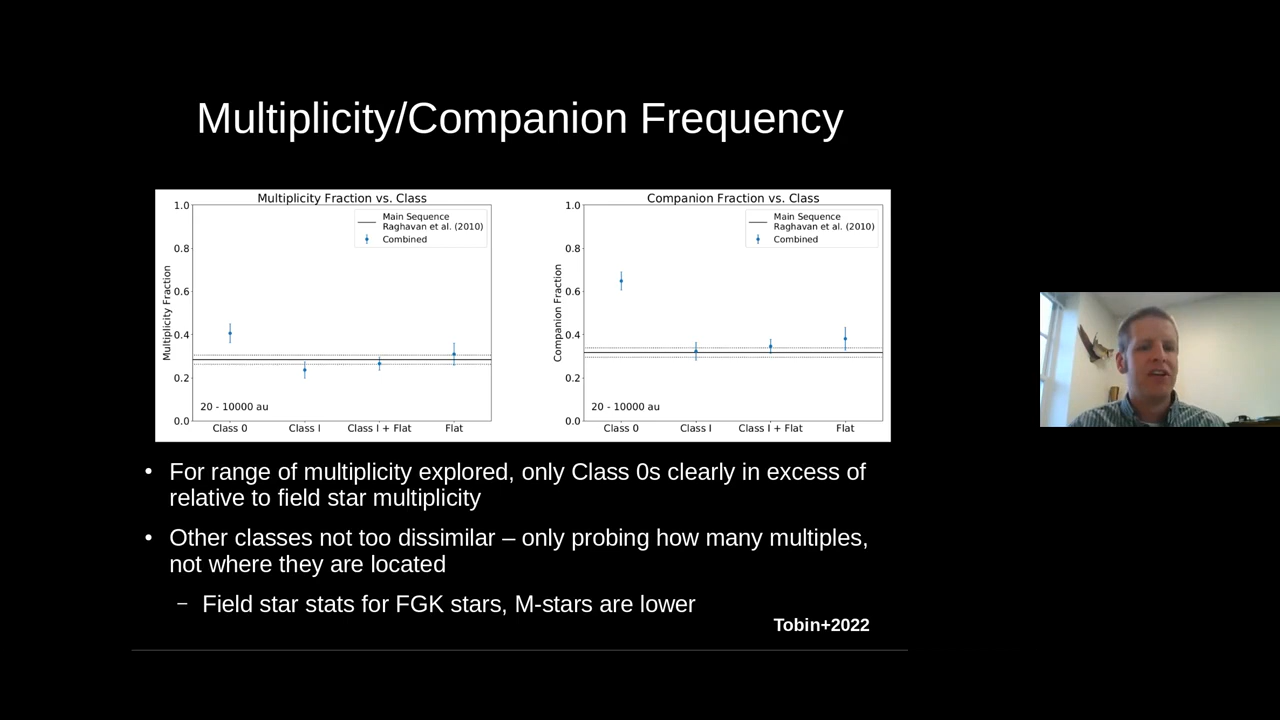 Multiplicity/Companion Frequency
Multiplicity Fraction vs. Class
Multiplicity Fraction
1.0
0.8
0.6
0.4
0.2
0.0
Main Sequence
Raghavan et al. (2010)
Combined
20 - 10000 au
Class 0 Class I Class I + Flat Flat
Companion Fraction vs. Class
Companion Fraction
1.0
0.8
0.6
0.4
0.2
0.0
Main Sequence
Raghavan et al. (2010)
Combined
20 - 10000 au
Class 0 Class I Class I + Flat Flat
• For range of multiplicity explored, only Class 0s clearly in excess of
relative to field star multiplicity
• Other classes not too dissimilar – only probing how many multiples,
not where they are located
– Field star stats for FGK stars, M-stars are lower
Tobin+2022